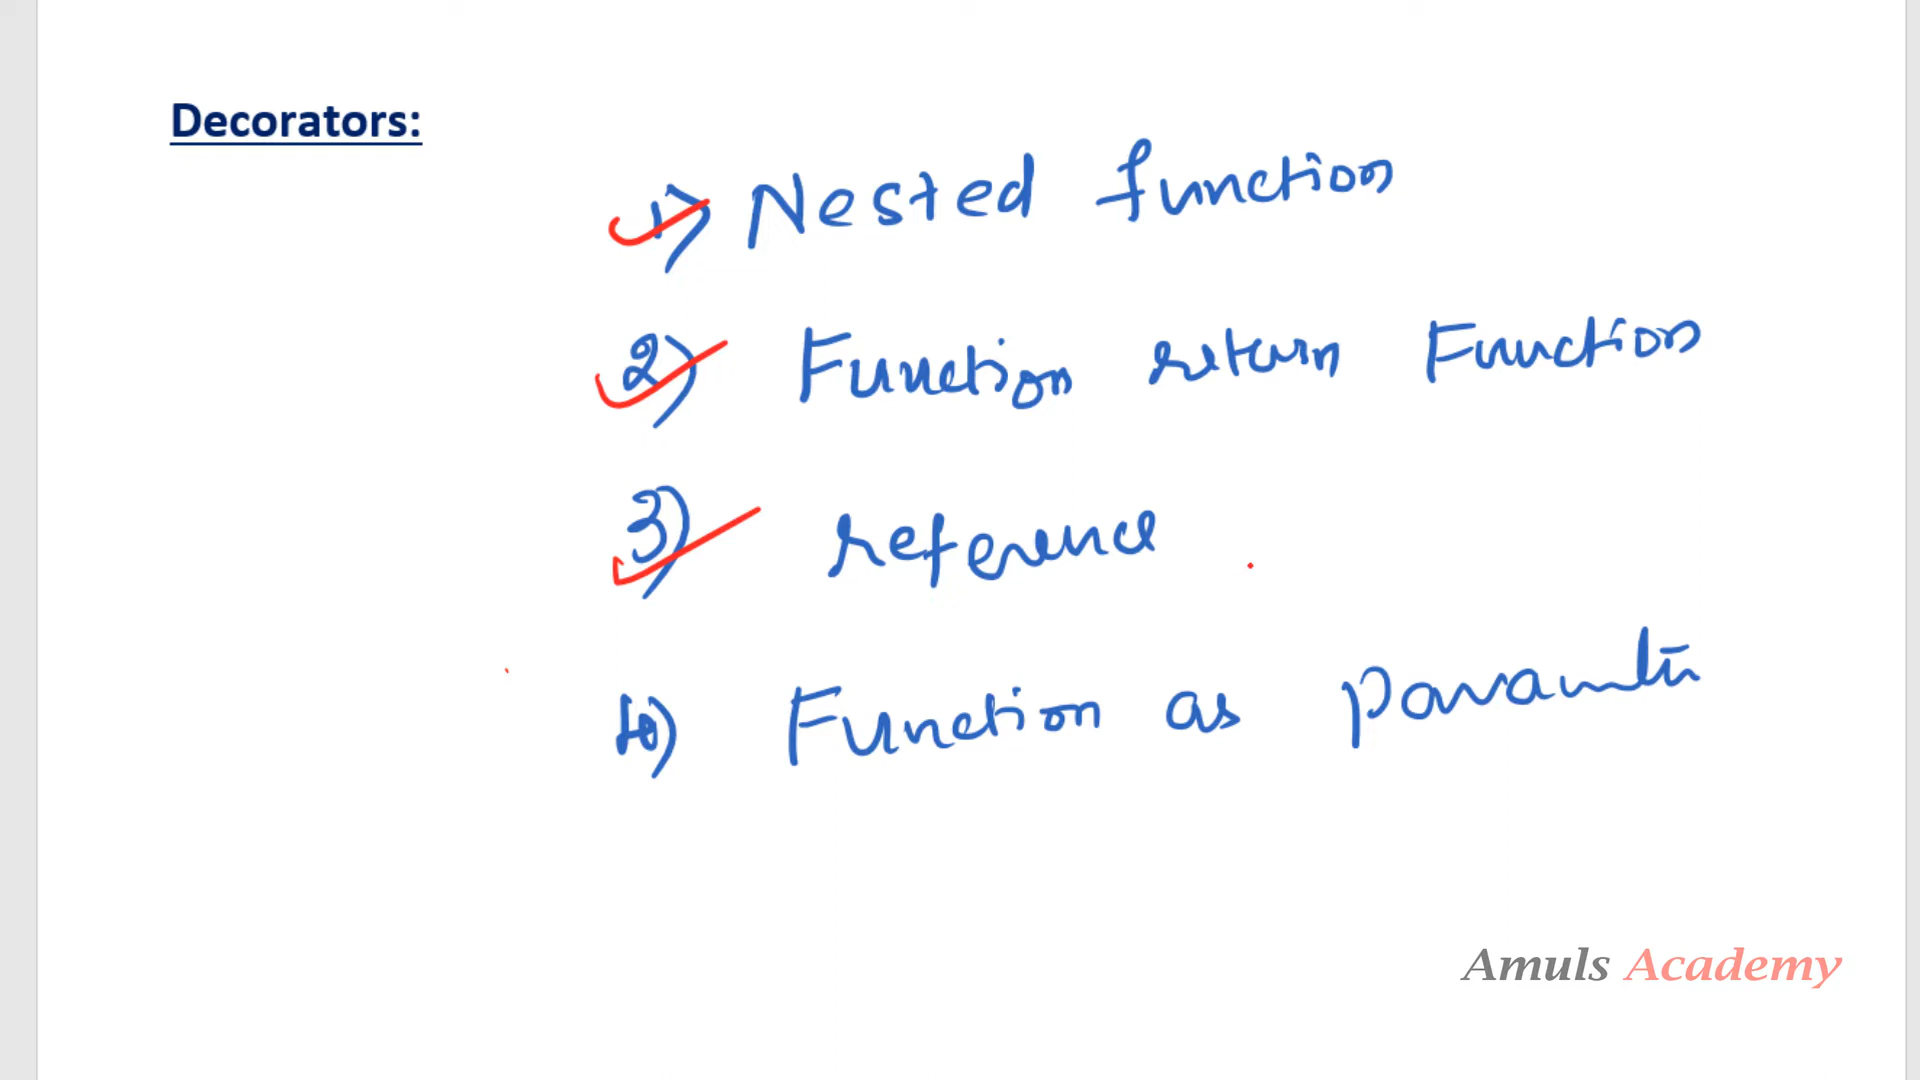 Decorators:
1) Nested function
2) Function return Function
3) reference
4) Function as parameter
Amuls Academy